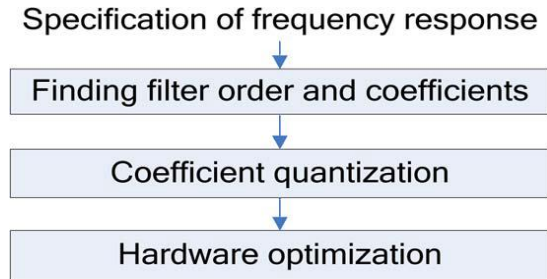 Specification of frequency response
Finding filter order and coefficients
Coefficient quantization
Hardware optimization